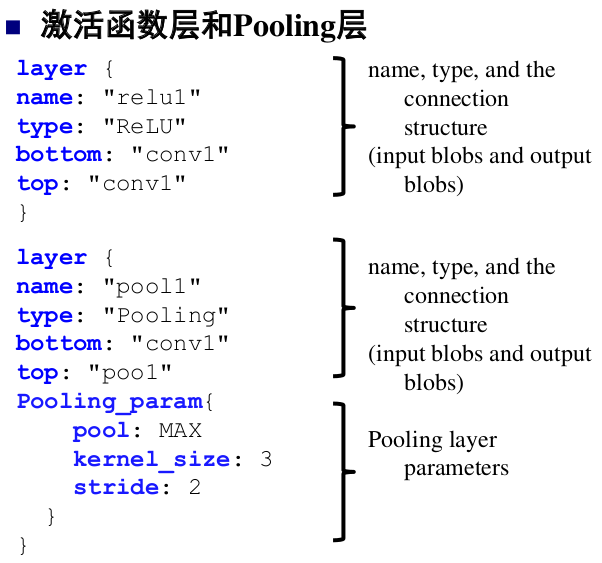 激活函数层和Pooling层
layer {
name: "relu1"
type: "ReLU"
bottom: "conv1"
top: "conv1"
}
name, type, and the
connection
structure
(input blobs and output
blobs)
layer {
name: "pool1"
type: "Pooling"
bottom: "conv1"
top: "poo1"
Pooling_param{
pool: MAX
kernel_size: 3
stride: 2
}
}
name, type, and the
connection
structure
(input blobs and output
blobs)
Pooling layer
parameters